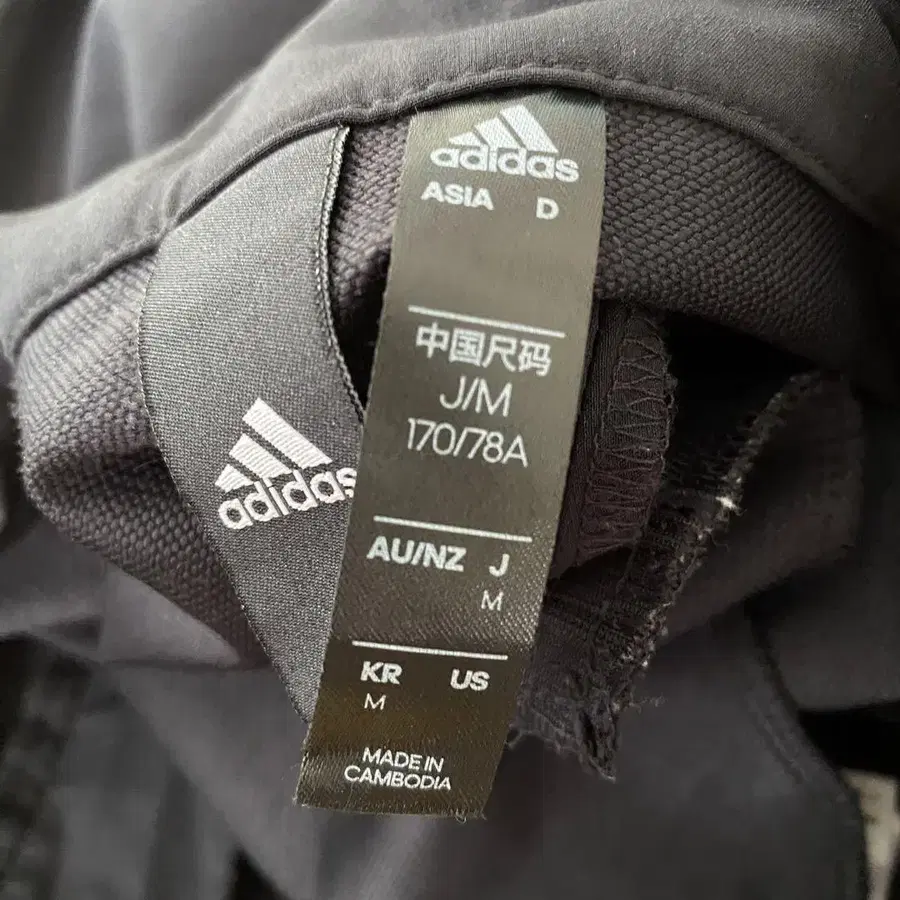 adidas
ASIA D
中国尺码
J/M
170/78A
AU/NZ J
M
KR US
M
MADE IN
CAMBODIA
adidas